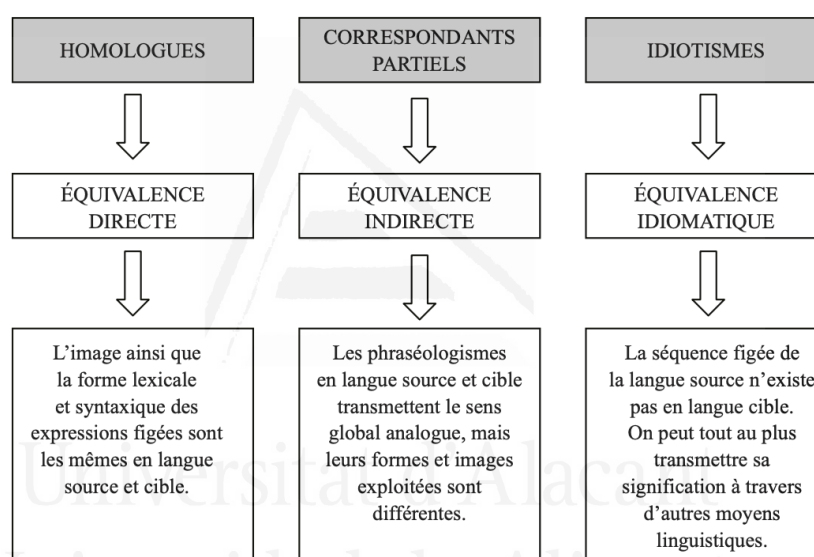 HOMOLOGUES
CORRESPONDANTS
PARTIELS
IDIOTISMES
ÉQUIVALENCE
DIRECTE
ÉQUIVALENCE
INDIRECTE
ÉQUIVALENCE
IDIOMATIQUE
L’image ainsi que
la forme lexicale
et syntaxique des
expressions figées sont
les mêmes en langue
source et cible.
Les phraséologismes
en langue source et cible
transmettent le sens
global analogue, mais
leurs formes et images
exploitées sont
différentes.
La séquence figée de
la langue source n’existe
pas en langue cible.
On peut tout au plus
transmettre sa
signification à travers
d’autres moyens
linguistiques.
Universitat d'Alacant